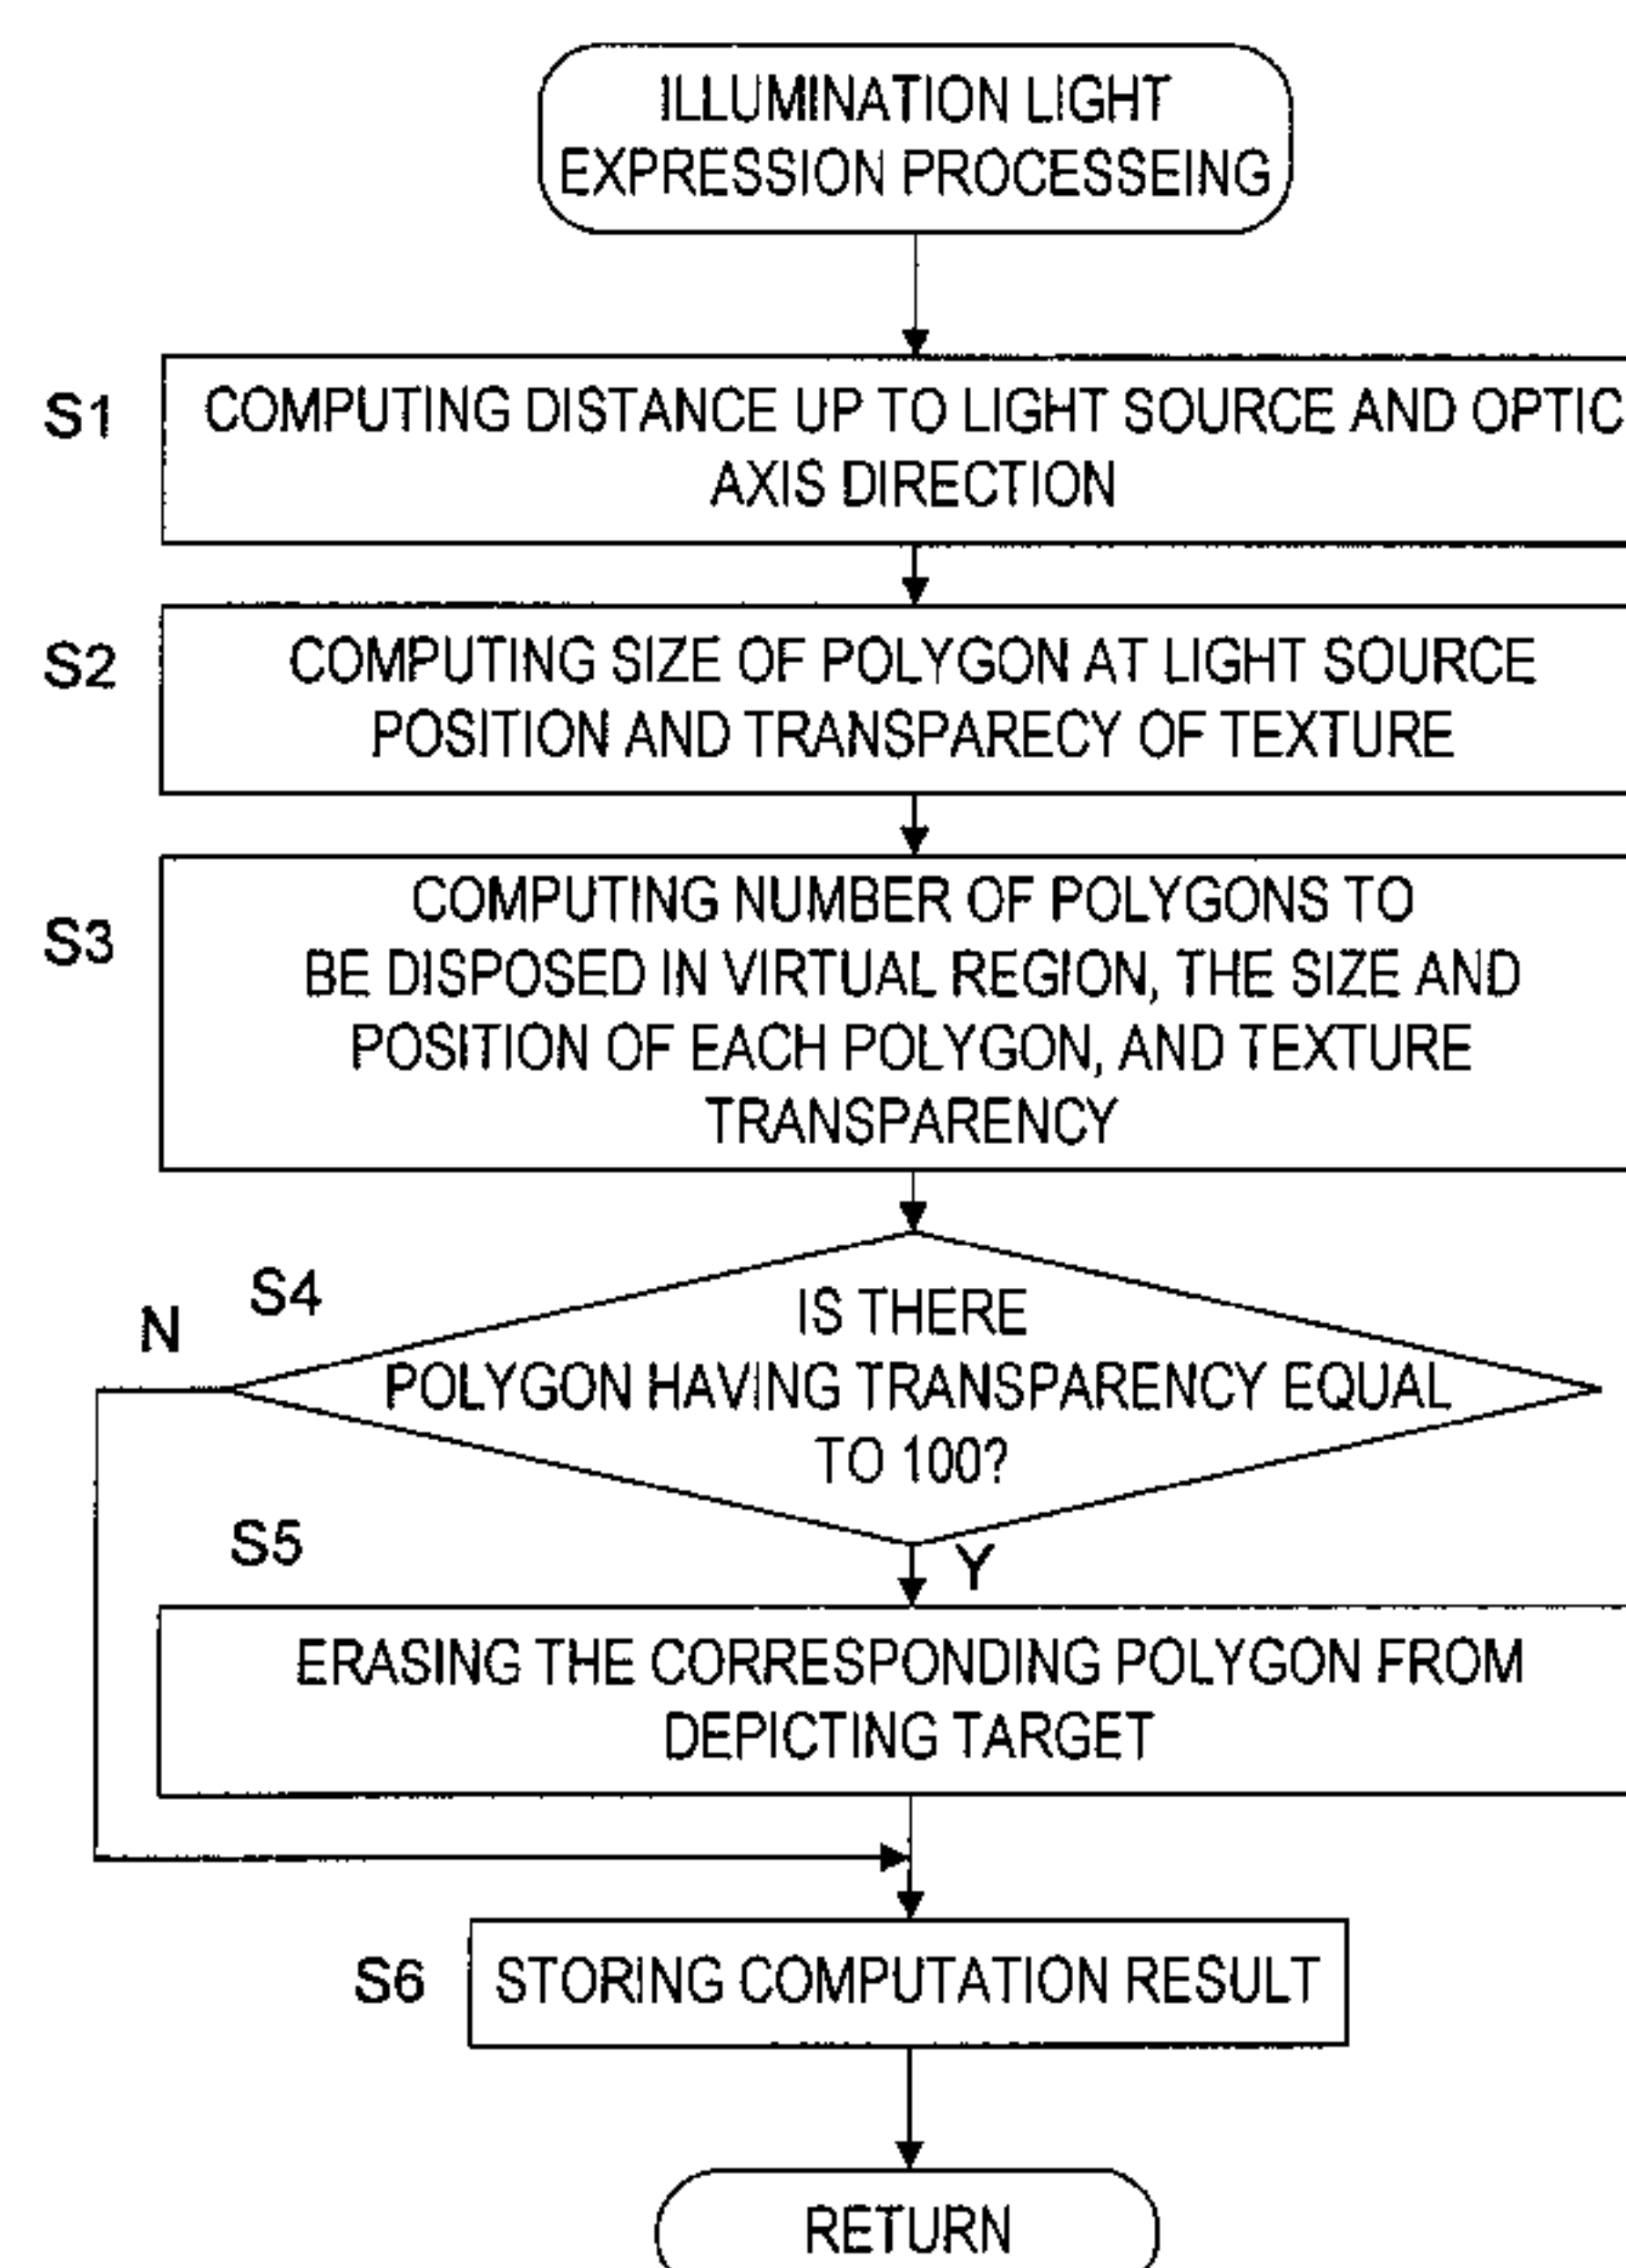 ILLUMINATION LIGHT
EXPRESSION PROCESSEING
S1
COMPUTING DISTANCE UP TO LIGHT SOURCE AND OPTIC
AXIS DIRECTION
S2
COMPUTING SIZE OF POLYGON AT LIGHT SOURCE
POSITION AND TRANSPARECY OF TEXTURE
S3
COMPUTING NUMBER OF POLYGONS TO
BE DISPOSED IN VIRTUAL REGION, THE SIZE AND
POSITION OF EACH POLYGON, AND TEXTURE
TRANSPARENCY
S4
N
IS THERE
POLYGON HAVING TRANSPARENCY EQUAL
TO 100?
S5
Y
ERASING THE CORRESPONDING POLYGON FROM
DEPICTING TARGET
S6
STORING COMPUTATION RESULT
RETURN